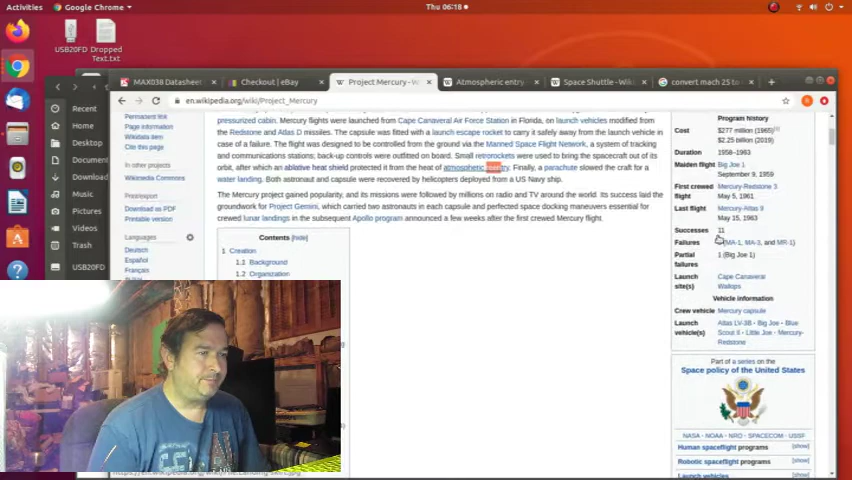 Activities
Google Chrome
Thu 06:18
USB20FD
Dropped
Text.txt
MAX038 Datasheet
Checkout | eBay
Project Mercury - Wi
Atmospheric entry
Space Shuttle - Wiki
convert mach 25 to
en.wikipedia.org/wiki/Project_Mercury
Recent
Home
Desktop
Documents
Download
Music
Pictures
Videos
Trash
USB20FD
Permanent link
Page information
Wikidata item
Cite this page
In other projects
Wikimedia Commons
Print/export
Download as PDF
Printable version
Languages
Deutsch
Español
Français
pressurized cabin. Mercury flights were launched from Cape Canaveral Air Force Station in Florida, on launch vehicles modified from
the Redstone and Atlas D missiles. The capsule was fitted with a launch escape rocket to carry it safely away from the launch vehicle in
case of a failure. The flight was designed to be controlled from the ground via the Manned Space Flight Network, a system of tracking
and communications stations; back-up controls were outfitted on board. Small retrorockets were used to bring the spacecraft out of its
orbit, after which an ablative heat shield protected it from the heat of atmospheric reentry. Finally, a parachute slowed the craft for a
water landing. Both astronaut and capsule were recovered by helicopters deployed from a US Navy ship.
The Mercury project gained popularity, and its missions were followed by millions on radio and TV around the world. Its success laid the
groundwork for Project Gemini, which carried two astronauts in each capsule and perfected space docking maneuvers essential for
crewed lunar landings in the subsequent Apollo program announced a few weeks after the first crewed Mercury flight.
Contents [hide]
1 Creation
1.1 Background
1.2 Organization
Program history
Cost $277 million (1965)
$2.25 billion (2019)
Duration 1958–1963
Maiden flight Big Joe 1
September 9, 1959
First crewed Mercury-Redstone 3
flight May 5, 1961
Last flight Mercury-Atlas 9
May 15, 1963
Successes 11
Failures (MA-1, MA-3, and MR-1)
Partial 1 (Big Joe 1)
failures
Launch Cape Canaveral
site(s) Wallops
Vehicle information
Crew vehicle Mercury capsule
Launch Atlas LV-3B · Big Joe · Blue
vehicle(s) Scout II · Little Joe · Mercury-
Redstone
Part of a series on the
Space policy of the United States
NASA · NOAA · NRO · SPACECOM · USSF
Human spaceflight programs [show]
Robotic spaceflight programs [show]
Launch vehicles